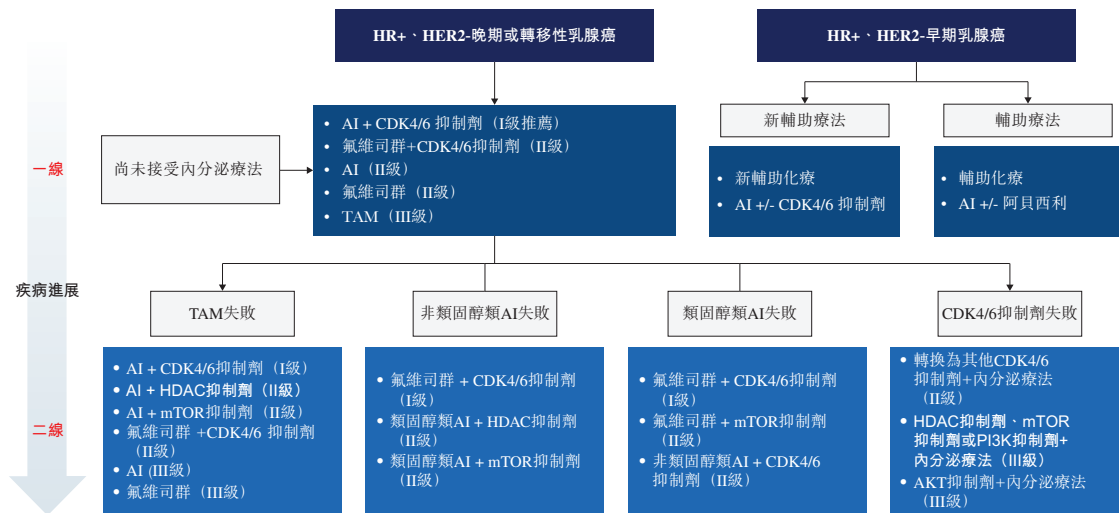 HR+、HER2-晚期或轉移性乳腺癌
HR+、HER2-早期乳腺癌
一線
尚未接受內分泌療法
• AI + CDK4/6 抑制劑（I級推薦）
• 氟維司群+CDK4/6抑制劑（II級）
• AI（II級）
• 氟維司群（II級）
• TAM（III級）
新輔助療法
• 新輔助化療
• AI +/- CDK4/6 抑制劑
輔助療法
• 輔助化療
• AI +/- 阿貝西利
疾病進展
二線
TAM失敗
• AI + CDK4/6抑制劑（I級）
• AI + HDAC抑制劑（II級）
• AI + mTOR抑制劑（II級）
• 氟維司群 +CDK4/6 抑制劑
（II級）
• AI (III級）
• 氟維司群（III級）
非類固醇類AI失敗
• 氟維司群 + CDK4/6抑制劑
（I級）
• 類固醇類AI + HDAC抑制劑
（II級）
• 類固醇類AI + mTOR抑制劑
（II級）
類固醇類AI失敗
• 氟維司群 + CDK4/6抑制劑
（I級）
• 氟維司群 + mTOR抑制劑
（II級）
• 非類固醇類AI + CDK4/6
抑制劑（II級）
CDK4/6抑制劑失敗
• 轉換為其他CDK4/6
抑制劑+內分泌療法
（II級）
• HDAC抑制劑、mTOR
抑制劑或PI3K抑制劑+
內分泌療法（III級）
• AKT抑制劑+內分泌療法
（III級）